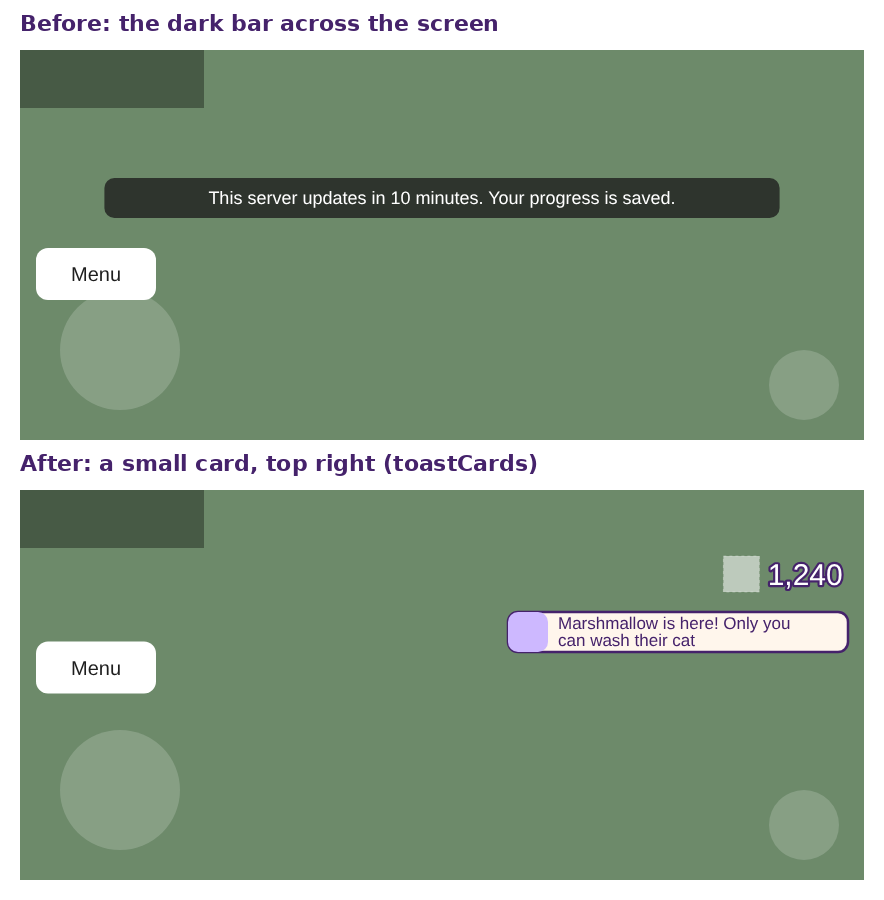 Before: the dark bar across the screen
This server updates in 10 minutes. Your progress is saved.
Menu
After: a small card, top right (toastCards)
1,240
Marshmallow is here! Only you
can wash their cat
Menu